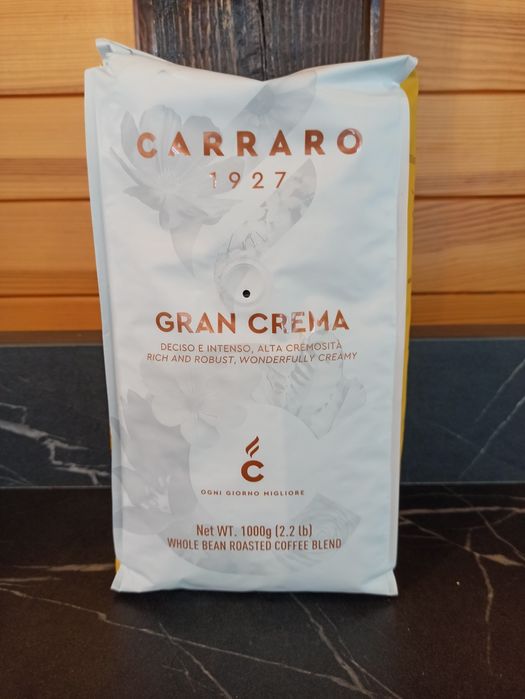 CARRARO
1927
GRAN CREMA
DECISO E INTENSO, ALTA CREMOSITÀ
RICH AND ROBUST, WONDERFULLY CREAMY
C
OGNI GIORNO MIGLIORE
Net WT. 1000g (2.2 lb)
WHOLE BEAN ROASTED COFFEE BLEND